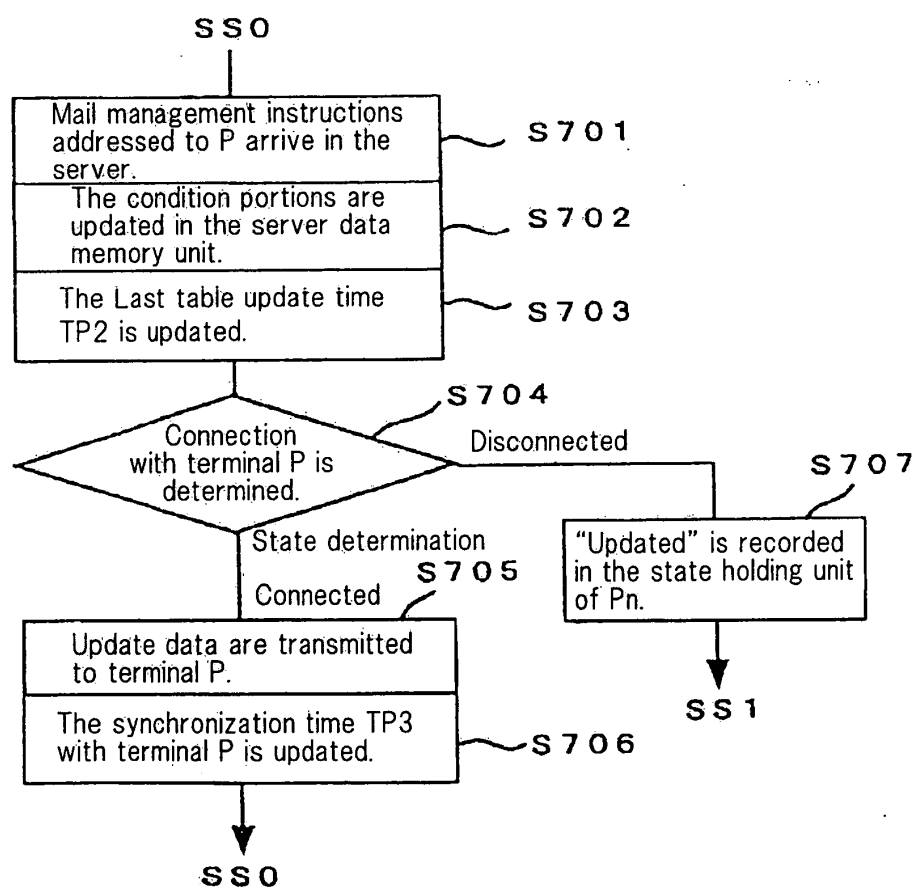 SS0
Mail management instructions
addressed to P arrive in the
server.
S701
The condition portions are
updated in the server data
memory unit.
S702
The Last table update time
TP2 is updated.
S703
S704
Connection
with terminal P is
determined.
Disconnected
S707
"Updated" is recorded
in the state holding unit
of Pn.
SS1
State determination
S705
Connected
Update data are transmitted
to terminal P.
The synchronization time TP3
with terminal P is updated.
S706
SS0